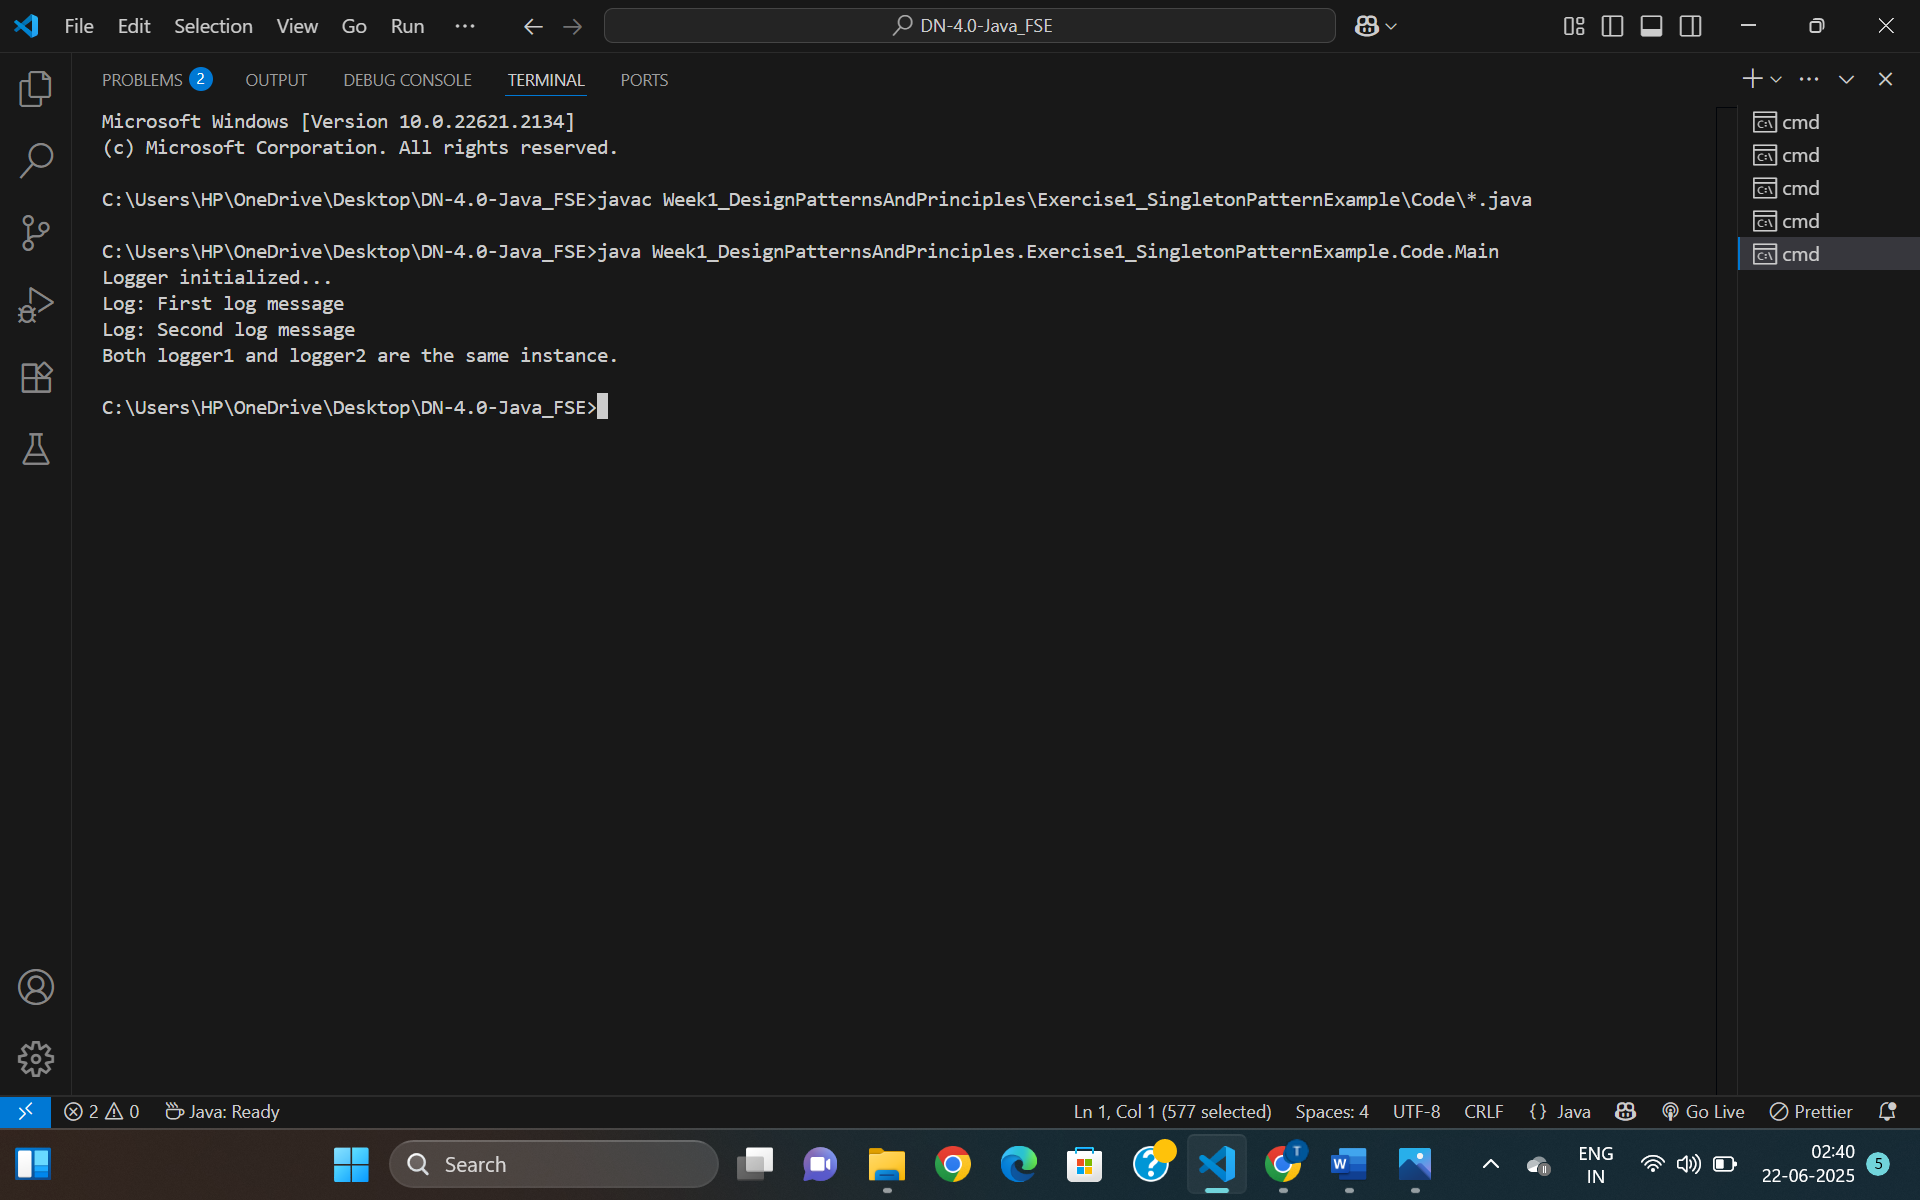 File Edit Selection View Go Run ··· DN-4.0-Java_FSE
PROBLEMS 2 OUTPUT DEBUG CONSOLE TERMINAL PORTS
Microsoft Windows [Version 10.0.22621.2134]
(c) Microsoft Corporation. All rights reserved.
C:\Users\HP\OneDrive\Desktop\DN-4.0-Java_FSE>javac Week1_DesignPatternsAndPrinciples\Exercise1_SingletonPatternExample\Code\*.java
C:\Users\HP\OneDrive\Desktop\DN-4.0-Java_FSE>java Week1_DesignPatternsAndPrinciples.Exercise1_SingletonPatternExample.Code.Main
Logger initialized...
Log: First log message
Log: Second log message
Both logger1 and logger2 are the same instance.
C:\Users\HP\OneDrive\Desktop\DN-4.0-Java_FSE>
cmd
cmd
cmd
cmd
cmd
2 0 Java: Ready Ln 1, Col 1 (577 selected) Spaces: 4 UTF-8 CRLF {} Java Go Live Prettier
Search T W ENG 02:40
IN 22-06-2025 5